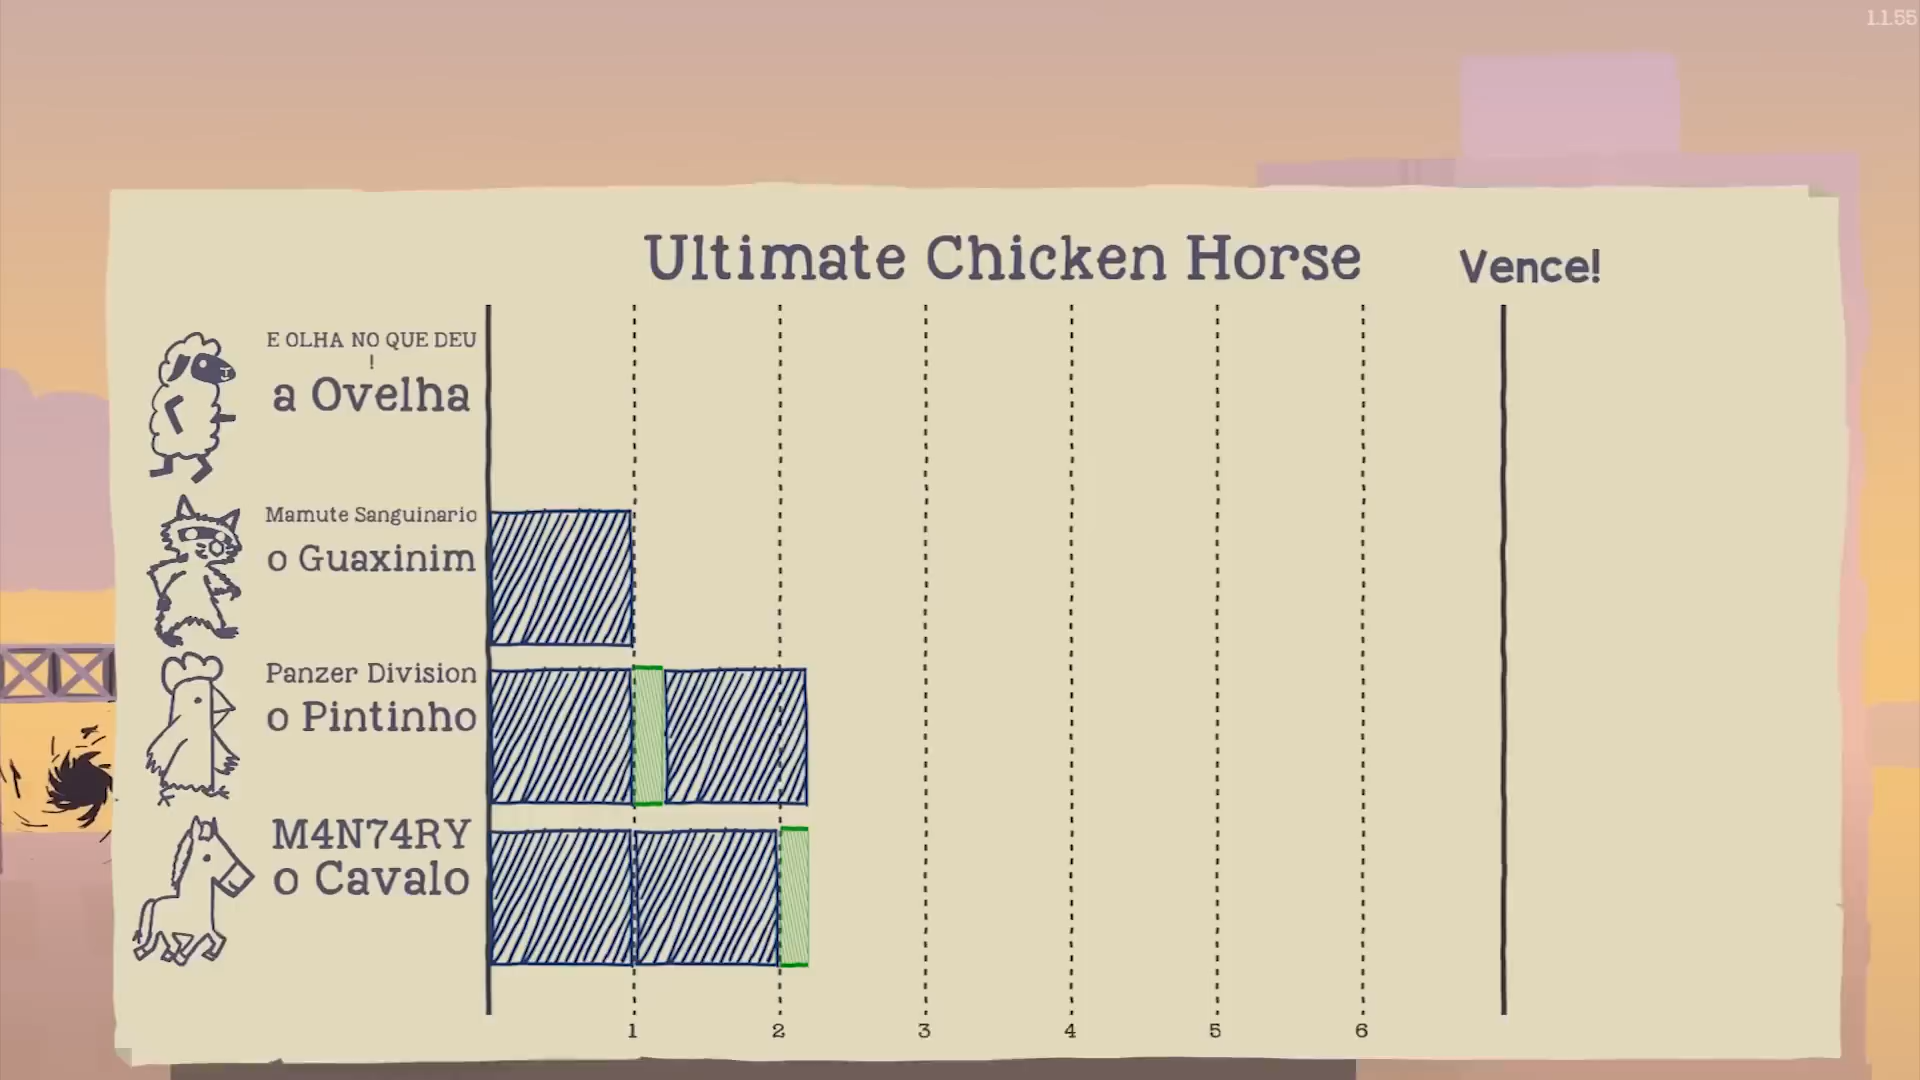 1.1.55
Ultimate Chicken Horse
Vence!
E OLHA NO QUE DEU
!
a Ovelha
Mamute Sanguinario
o Guaxinim
Panzer Division
o Pintinho
M4N74RY
o Cavalo
1 2 3 4 5 6